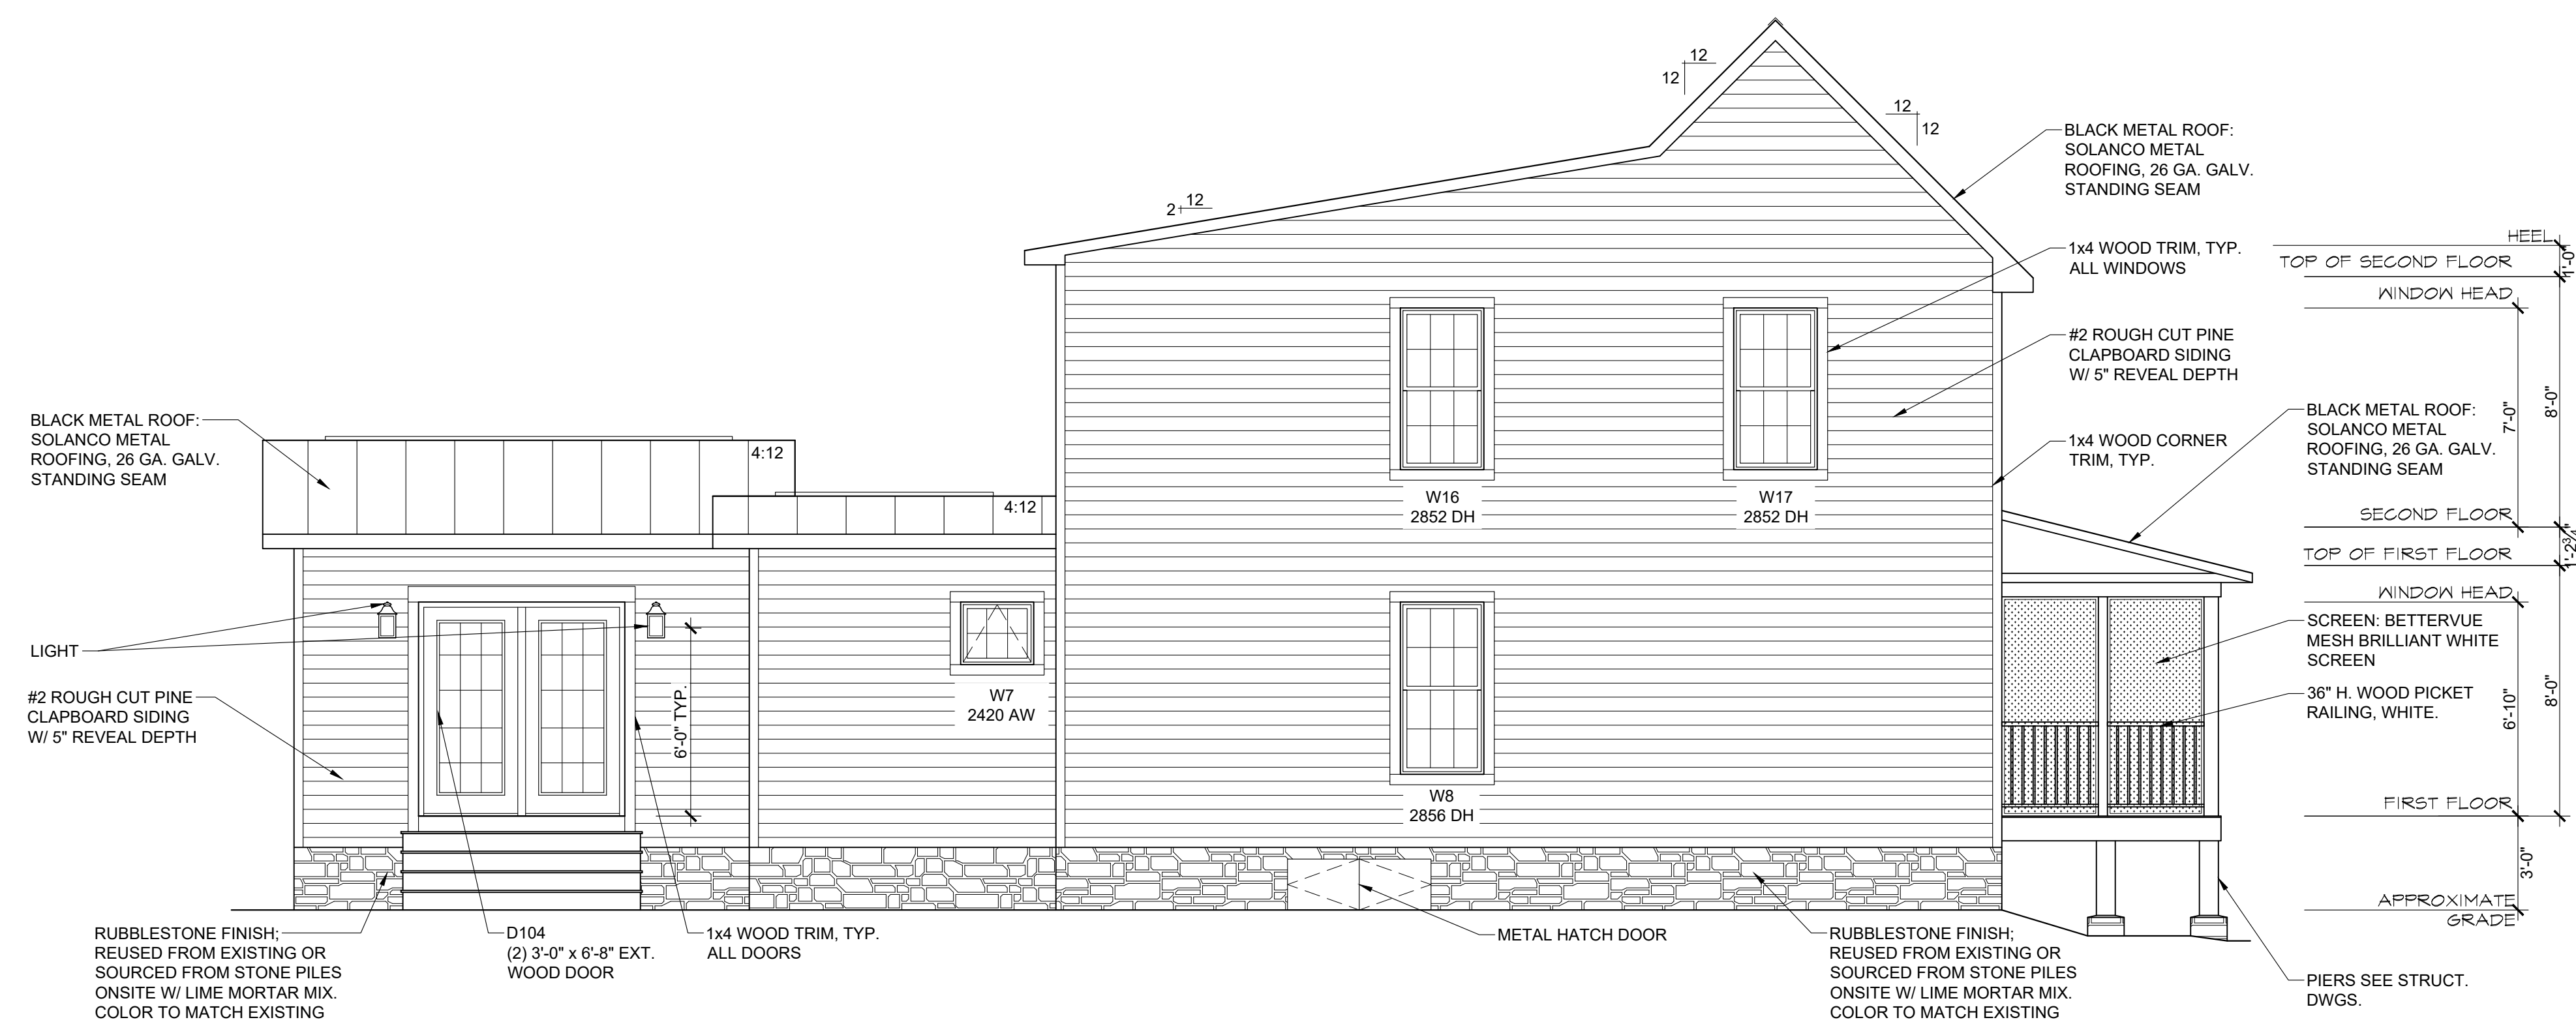 12
12
12
12
2
12
BLACK METAL ROOF:
SOLANCO METAL
ROOFING, 26 GA. GALV.
STANDING SEAM
1x4 WOOD TRIM, TYP.
ALL WINDOWS
#2 ROUGH CUT PINE
CLAPBOARD SIDING
W/ 5" REVEAL DEPTH
1x4 WOOD CORNER
TRIM, TYP.
BLACK METAL ROOF:
SOLANCO METAL
ROOFING, 26 GA. GALV.
STANDING SEAM
4:12
4:12
LIGHT
#2 ROUGH CUT PINE
CLAPBOARD SIDING
W/ 5" REVEAL DEPTH
6'-0" TYP.
W7
2420 AW
W16
2852 DH
W17
2852 DH
W8
2856 DH
BLACK METAL ROOF:
SOLANCO METAL
ROOFING, 26 GA. GALV.
STANDING SEAM
SCREEN: BETTERVUE
MESH BRILLIANT WHITE
SCREEN
36" H. WOOD PICKET
RAILING, WHITE.
HEEL
TOP OF SECOND FLOOR
WINDOW HEAD
SECOND FLOOR
TOP OF FIRST FLOOR
WINDOW HEAD
FIRST FLOOR
APPROXIMATE
GRADE
1'-0"
7'-0"
8'-0"
1'-2 3/4"
6'-10"
8'-0"
3'-0"
RUBBLESTONE FINISH;
REUSED FROM EXISTING OR
SOURCED FROM STONE PILES
ONSITE W/ LIME MORTAR MIX.
COLOR TO MATCH EXISTING
D104
(2) 3'-0" x 6'-8" EXT.
WOOD DOOR
1x4 WOOD TRIM, TYP.
ALL DOORS
METAL HATCH DOOR
RUBBLESTONE FINISH;
REUSED FROM EXISTING OR
SOURCED FROM STONE PILES
ONSITE W/ LIME MORTAR MIX.
COLOR TO MATCH EXISTING
PIERS SEE STRUCT.
DWGS.